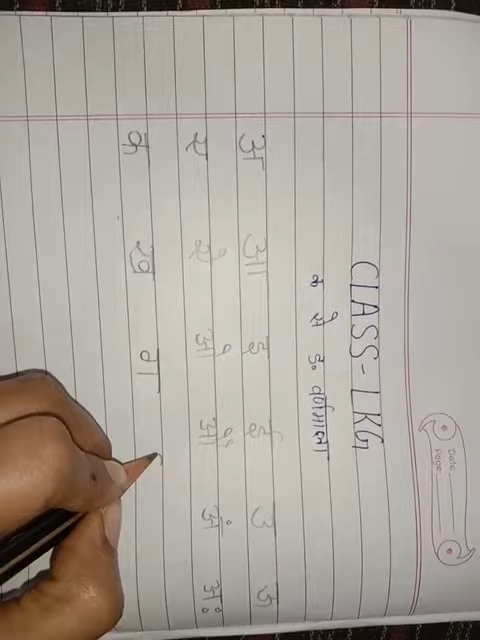 Date
Page
CLASS-LKG
क से ङ वर्णमाला
अ आ इ ई उ ऊ
ए ऐ ओ औ अं अः
क ख ग